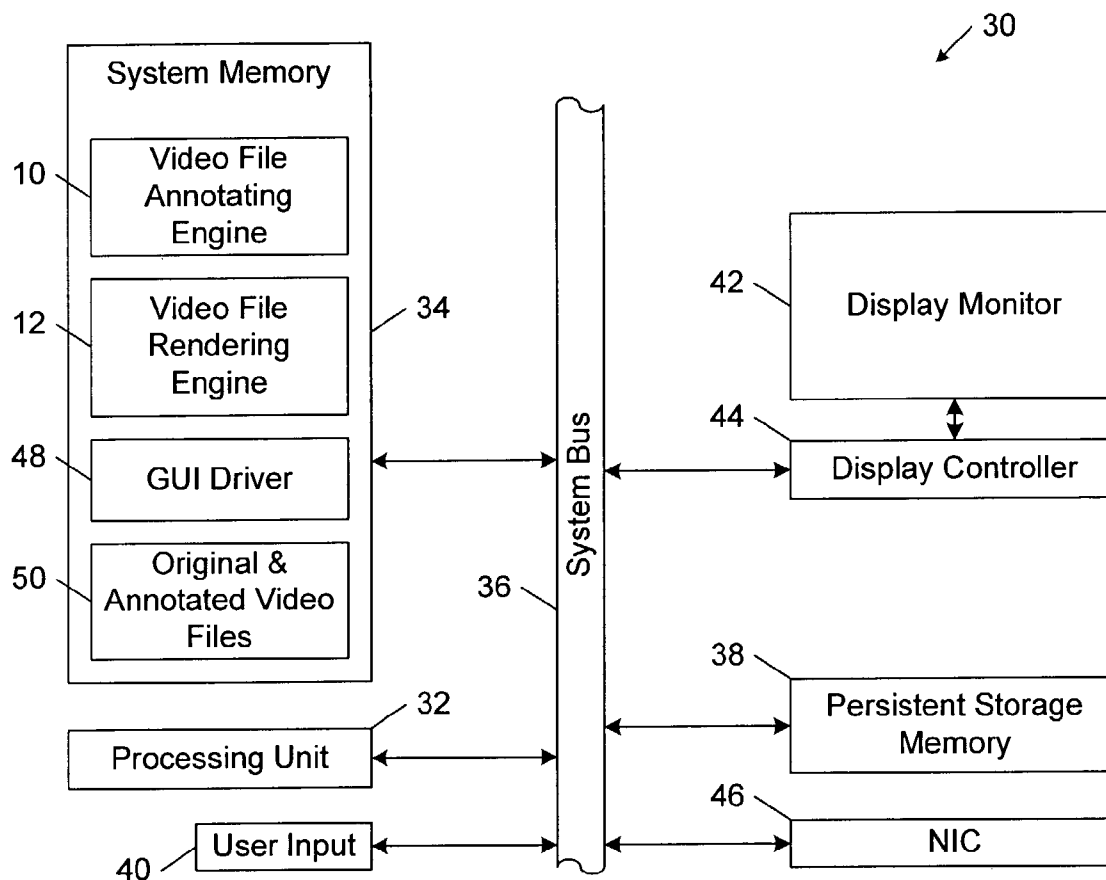 30
System Memory
10
Video File
Annotating
Engine
12
Video File
Rendering
Engine
34
48
GUI Driver
50
Original &
Annotated Video
Files
32
Processing Unit
40
User Input
36
System Bus
42
Display Monitor
44
Display Controller
38
Persistent Storage
Memory
46
NIC